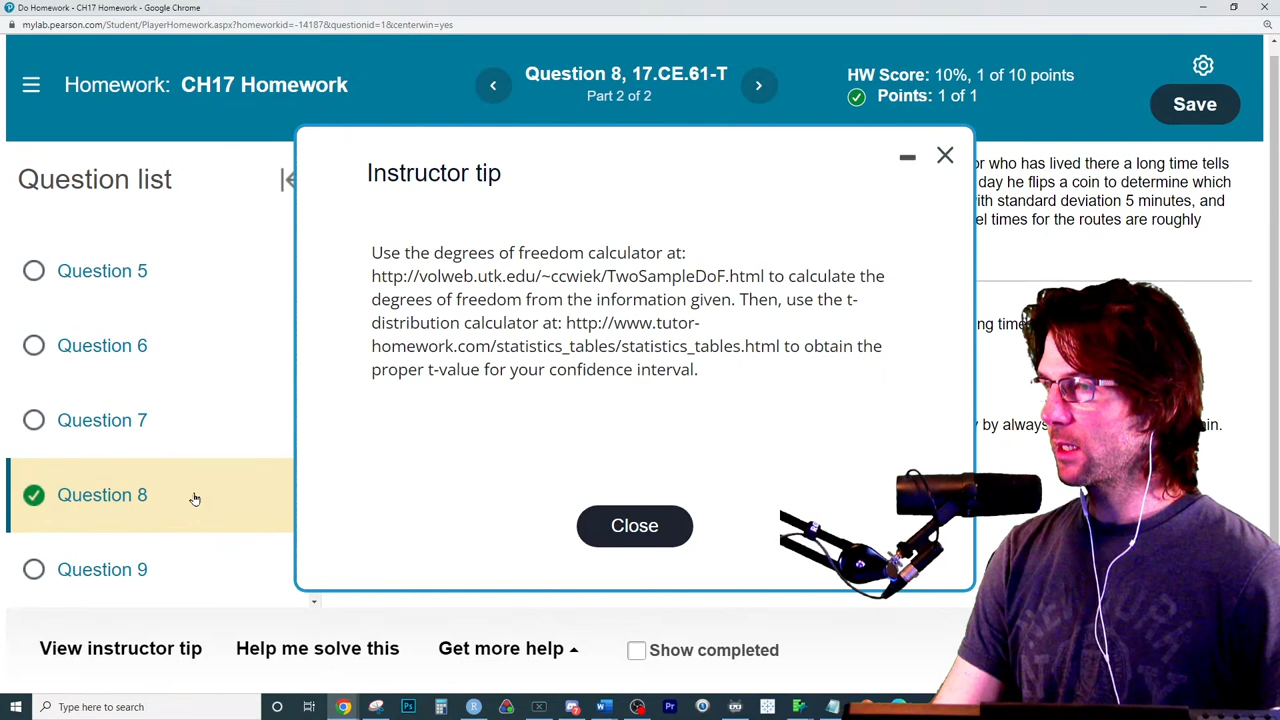 Do Homework - CH17 Homework - Google Chrome
mylab.pearson.com/Student/PlayerHomework.aspx?homeworkid=-14187&questionid=1&centerwin=yes
Homework: CH17 Homework
Question 8, 17.CE.61-T
Part 2 of 2
HW Score: 10%, 1 of 10 points
Points: 1 of 1
Save
Question list
Question 5
Question 6
Question 7
Question 8
Question 9
Instructor tip
Use the degrees of freedom calculator at:
http://volweb.utk.edu/~ccwiek/TwoSampleDoF.html to calculate the
degrees of freedom from the information given. Then, use the t-
distribution calculator at: http://www.tutor-
homework.com/statistics_tables/statistics_tables.html to obtain the
proper t-value for your confidence interval.
Close
or who has lived there a long time tells
day he flips a coin to determine which
ith standard deviation 5 minutes, and
el times for the routes are roughly
ng time
y by always
in.
View instructor tip
Help me solve this
Get more help
Show completed
Type here to search